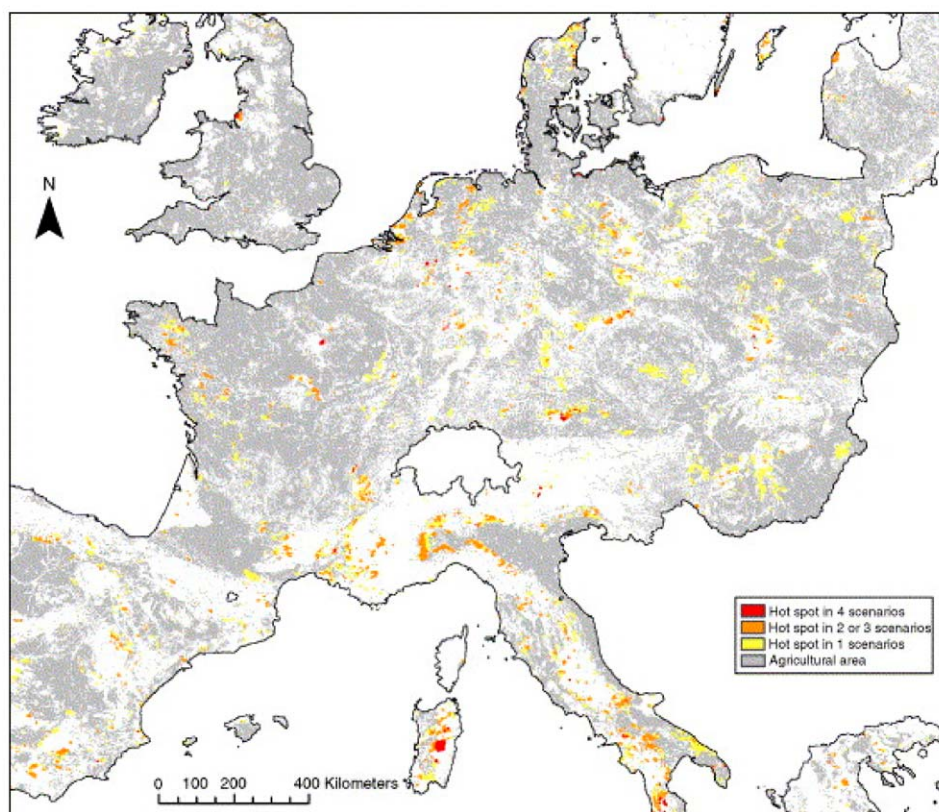 N
Hot spot in 4 scenarios
Hot spot in 2 or 3 scenarios
Hot spot in 1 scenarios
Agricultural area
0 100 200 400 Kilometers